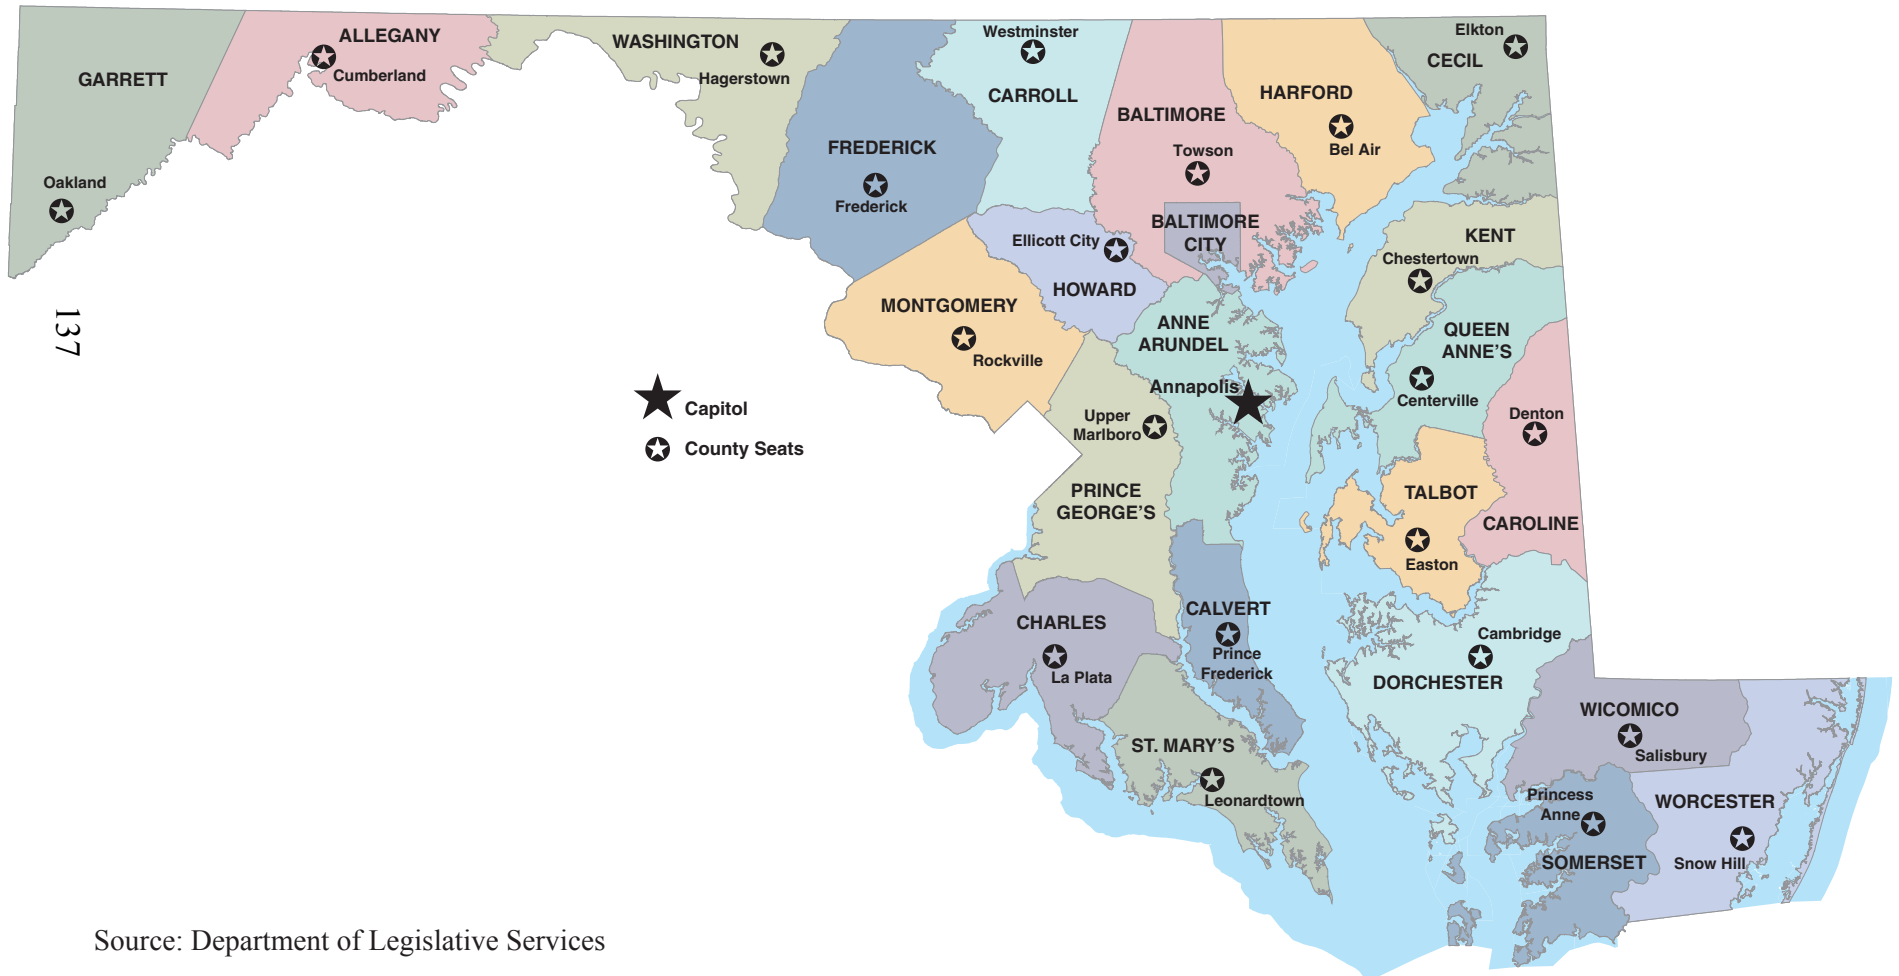 GARRETT
Oakland
ALLEGANY
Cumberland
WASHINGTON
Hagerstown
FREDERICK
Frederick
Westminster
CARROLL
BALTIMORE
Towson
BALTIMORE
CITY
HARFORD
Bel Air
Elkton
CECIL
KENT
Chestertown
Ellicott City
HOWARD
MONTGOMERY
Rockville
ANNE
ARUNDEL
Annapolis
QUEEN
ANNE'S
Centerville
Denton
CAROLINE
TALBOT
Easton
Upper
Marlboro
PRINCE
GEORGE'S
137
Capitol
County Seats
CHARLES
La Plata
CALVERT
Prince
Frederick
ST. MARY'S
Leonardtown
Cambridge
DORCHESTER
WICOMICO
Salisbury
Princess
Anne
SOMERSET
WORCESTER
Snow Hill
Source: Department of Legislative Services